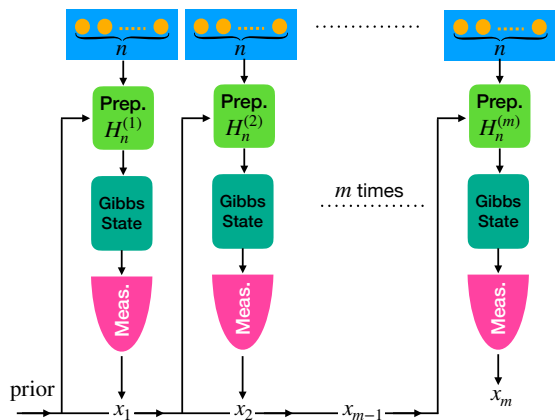 n n n
Prep. Prep. Prep.
H_n^{(1)} H_n^{(2)} H_n^{(m)}
m times
Gibbs Gibbs Gibbs
State State State
Meas. Meas. Meas.
prior x_1 x_2 x_{m-1} x_m